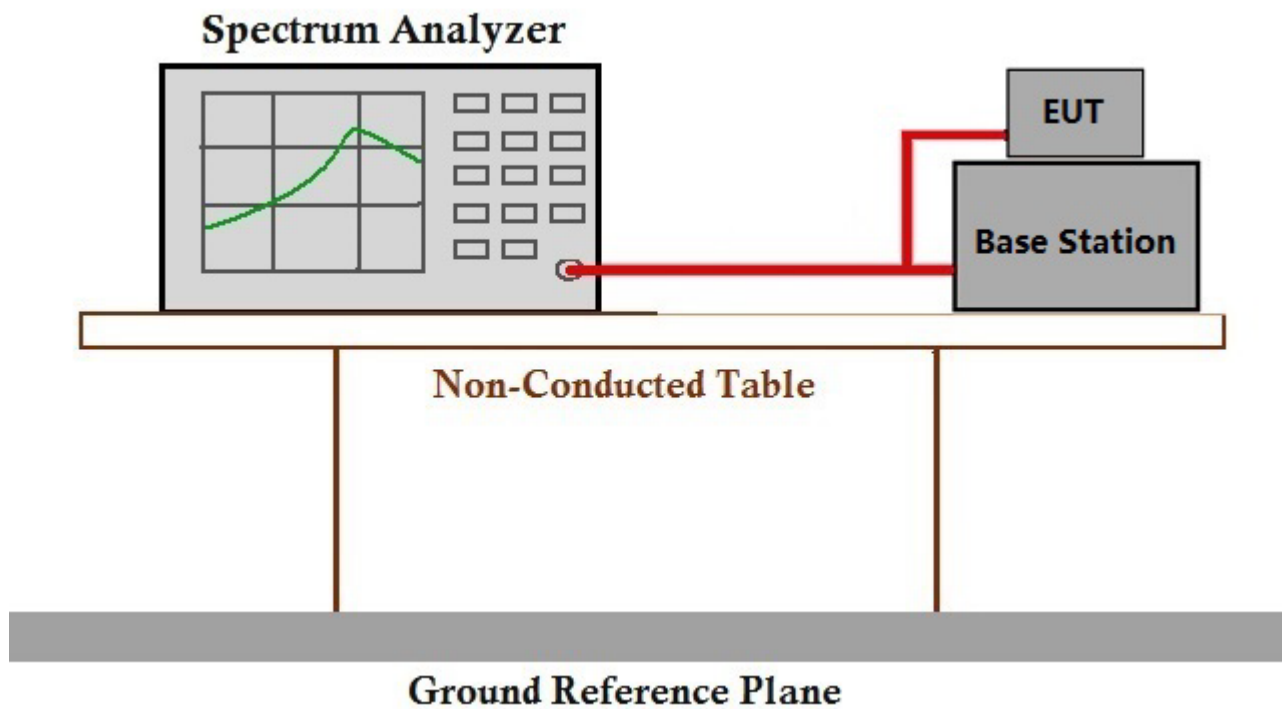 Spectrum Analyzer
EUT
Base Station
Non-Conducted Table
Ground Reference Plane